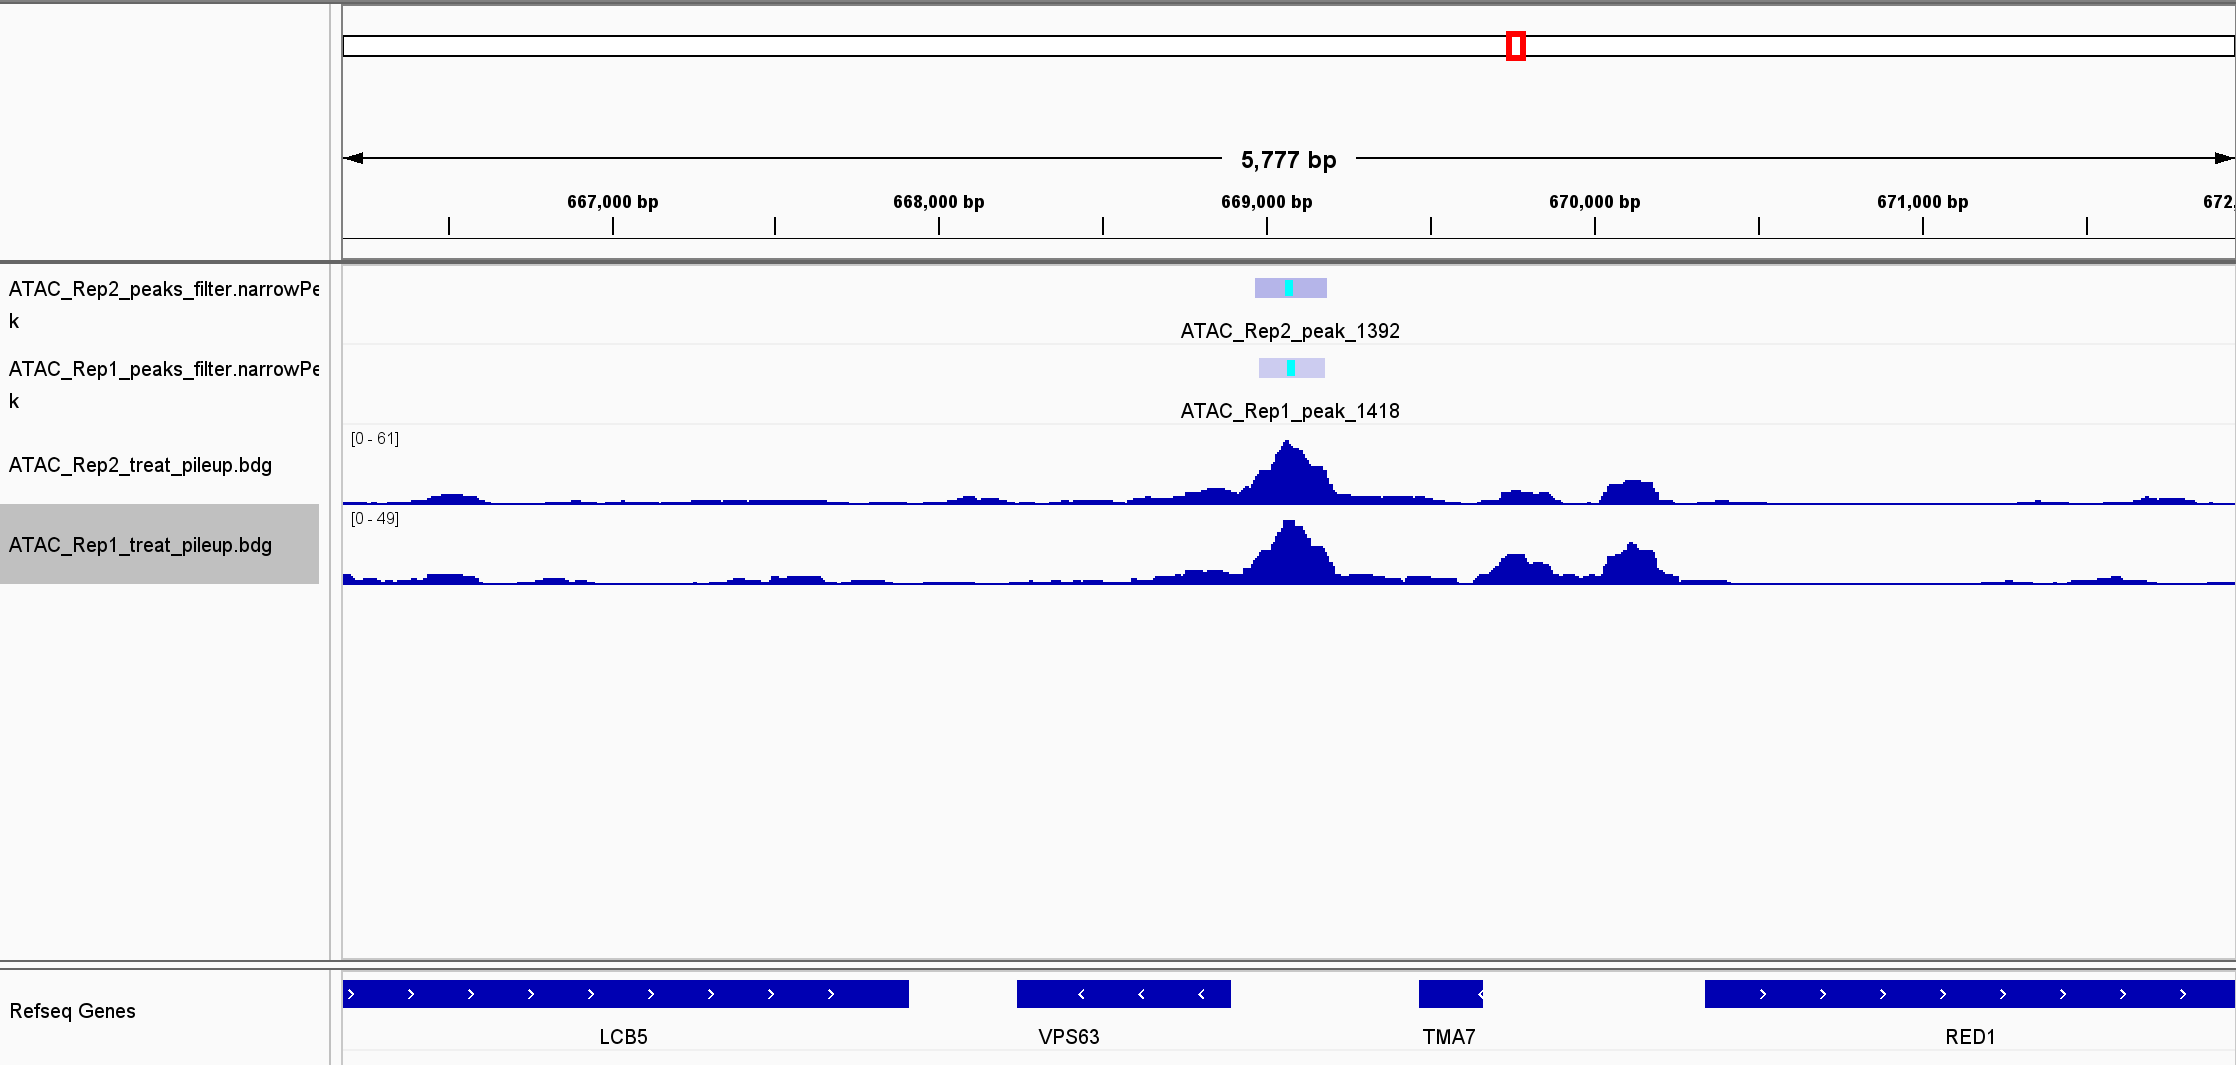 5,777 bp
667,000 bp 668,000 bp 669,000 bp 670,000 bp 671,000 bp 672,
ATAC_Rep2_peaks_filter.narrowPe
k
ATAC_Rep2_peak_1392
ATAC_Rep1_peaks_filter.narrowPe
k
ATAC_Rep1_peak_1418
[0 - 61]
ATAC_Rep2_treat_pileup.bdg
[0 - 49]
ATAC_Rep1_treat_pileup.bdg
Refseq Genes
LCB5 VPS63 TMA7 RED1